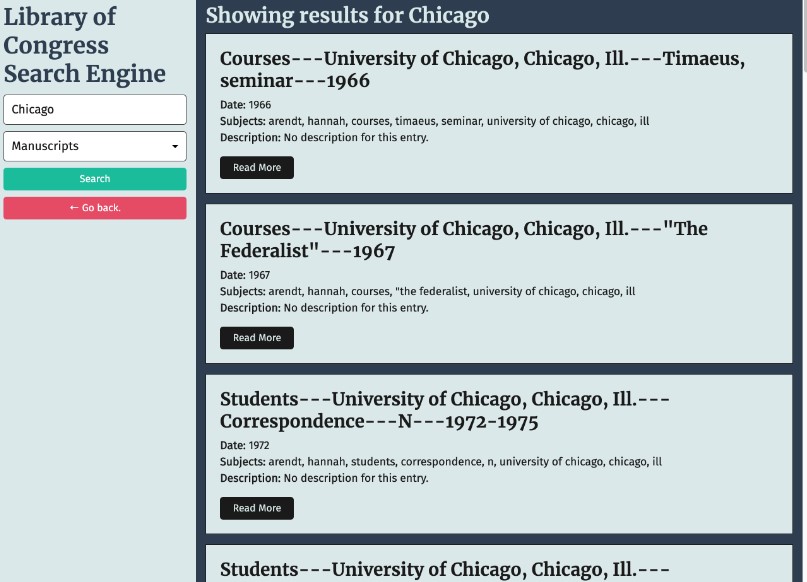 Library of
Congress
Search Engine
Chicago
Manuscripts
Search
← Go back.
Showing results for Chicago
Courses---University of Chicago, Chicago, Ill.---Timaeus,
seminar---1966
Date: 1966
Subjects: arendt, hannah, courses, timaeus, seminar, university of chicago, chicago, ill
Description: No description for this entry.
Read More
Courses---University of Chicago, Chicago, Ill.---"The
Federalist"---1967
Date: 1967
Subjects: arendt, hannah, courses, "the federalist, university of chicago, chicago, ill
Description: No description for this entry.
Read More
Students---University of Chicago, Chicago, Ill.---
Correspondence---N---1972-1975
Date: 1972
Subjects: arendt, hannah, students, correspondence, n, university of chicago, chicago, ill
Description: No description for this entry.
Read More
Students---University of Chicago, Chicago, Ill.---